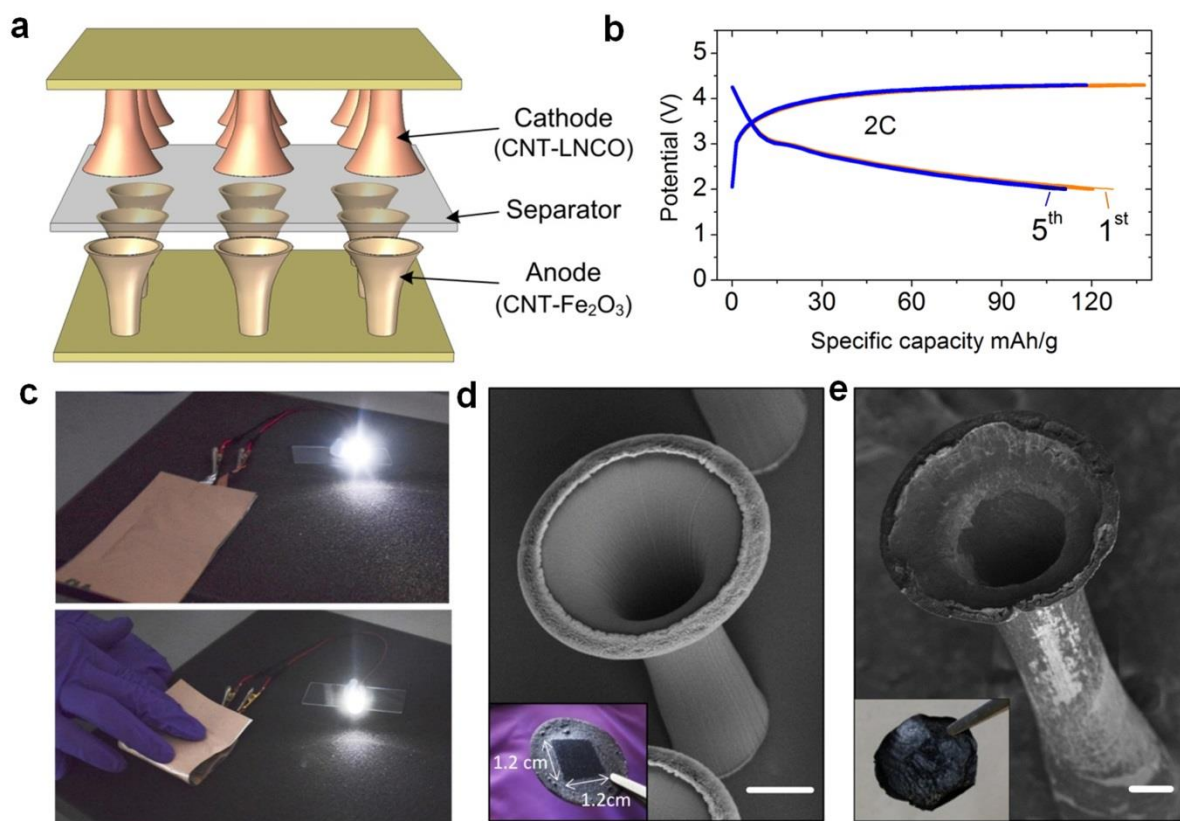 a
Cathode
(CNT-LNCO)
Separator
Anode
(CNT-Fe₂O₃)
b
5
4
3
2
1
0
Potential (V)
2C
5th
1st
0 30 60 90 120
Specific capacity mAh/g
c
d
1.2 cm
1.2cm
e